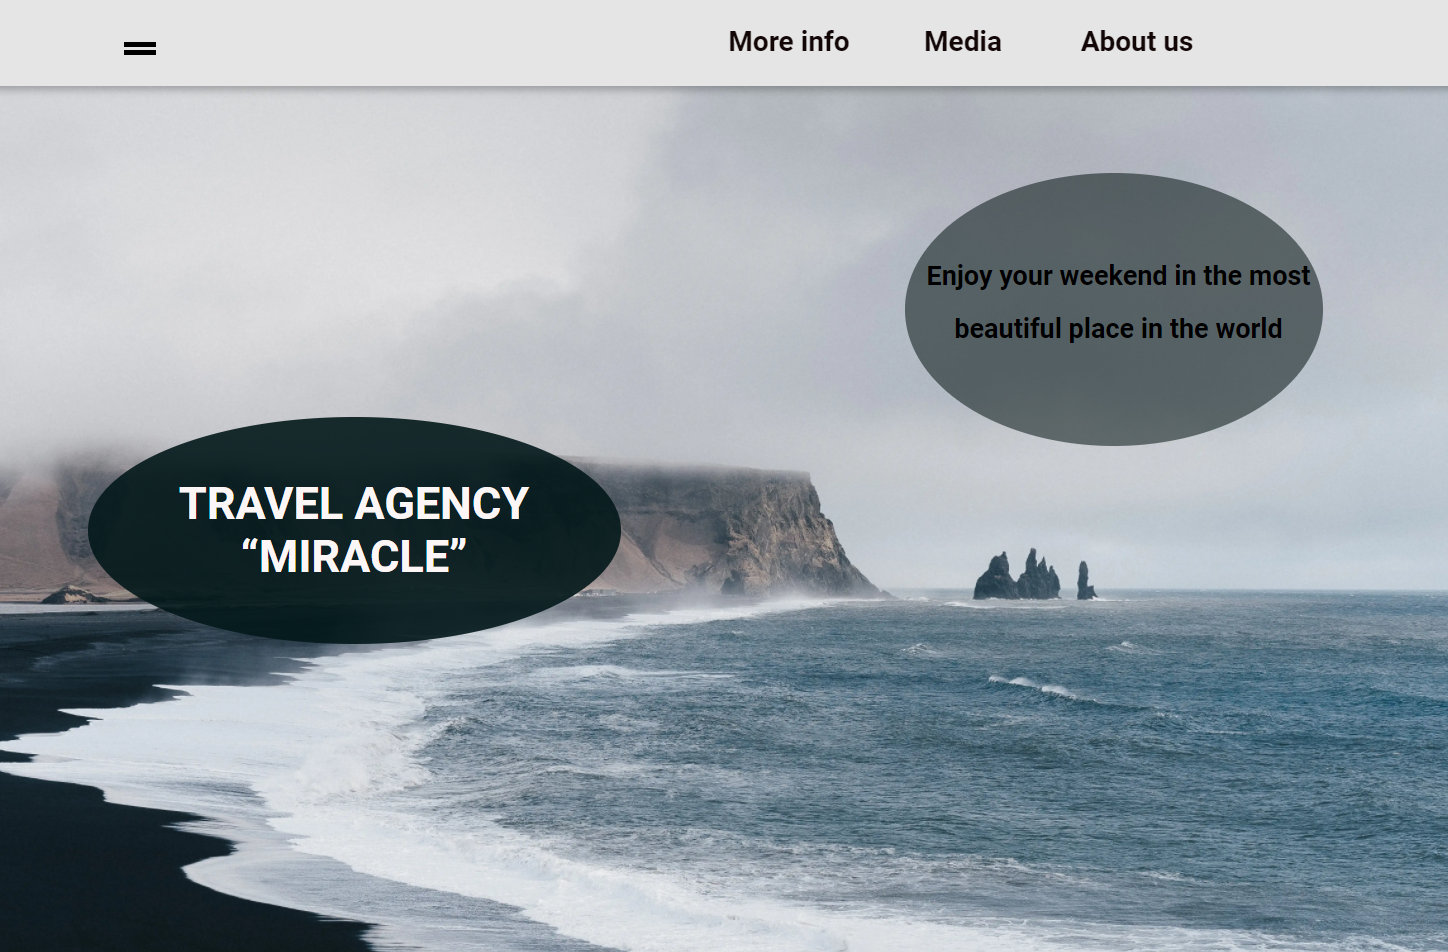 More info Media About us
Enjoy your weekend in the most
beautiful place in the world
TRAVEL AGENCY
“MIRACLE”